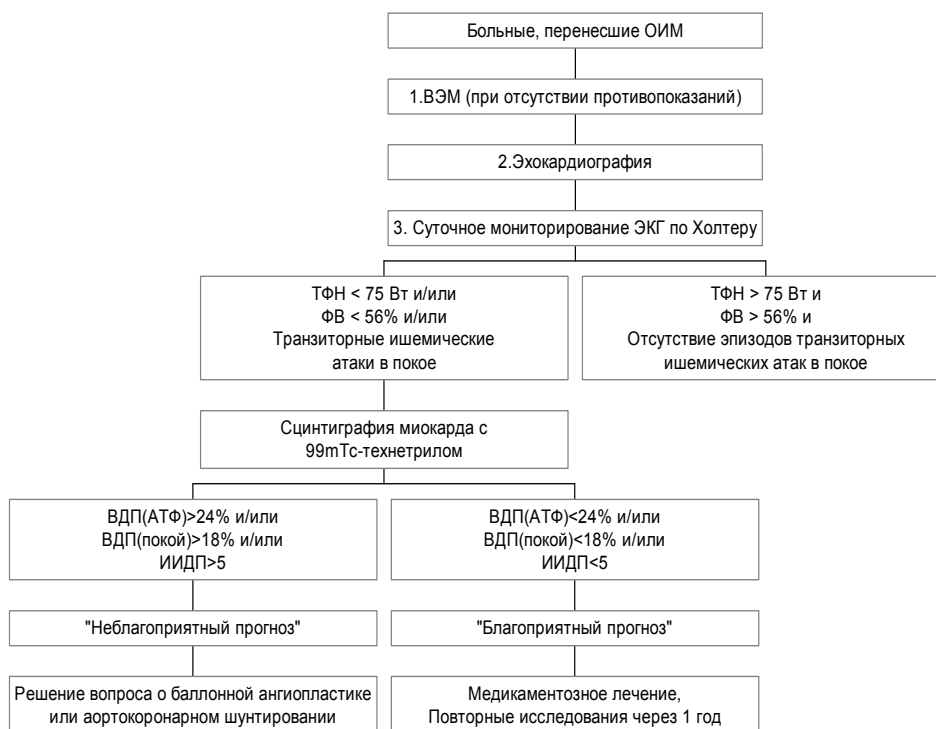 Больные, перенесшие ОИМ
1.ВЭМ (при отсутствии противопоказаний)
2.Эхокардиография
3. Суточное мониторирование ЭКГ по Холтеру
ТФН < 75 Вт и/или
ФВ < 56% и/или
Транзиторные ишемические
атаки в покое
ТФН > 75 Вт и
ФВ > 56% и
Отсутствие эпизодов транзиторных
ишемических атак в покое
Сцинтиграфия миокарда с
99mTc-технетрилом
ВДП(АТФ)>24% и/или
ВДП(покой)>18% и/или
ИИДП>5
ВДП(АТФ)<24% и/или
ВДП(покой)<18% и/или
ИИДП<5
"Неблагоприятный прогноз"
"Благоприятный прогноз"
Решение вопроса о баллонной ангиопластике
или аортокоронарном шунтировании
Медикаментозное лечение,
Повторные исследования через 1 год